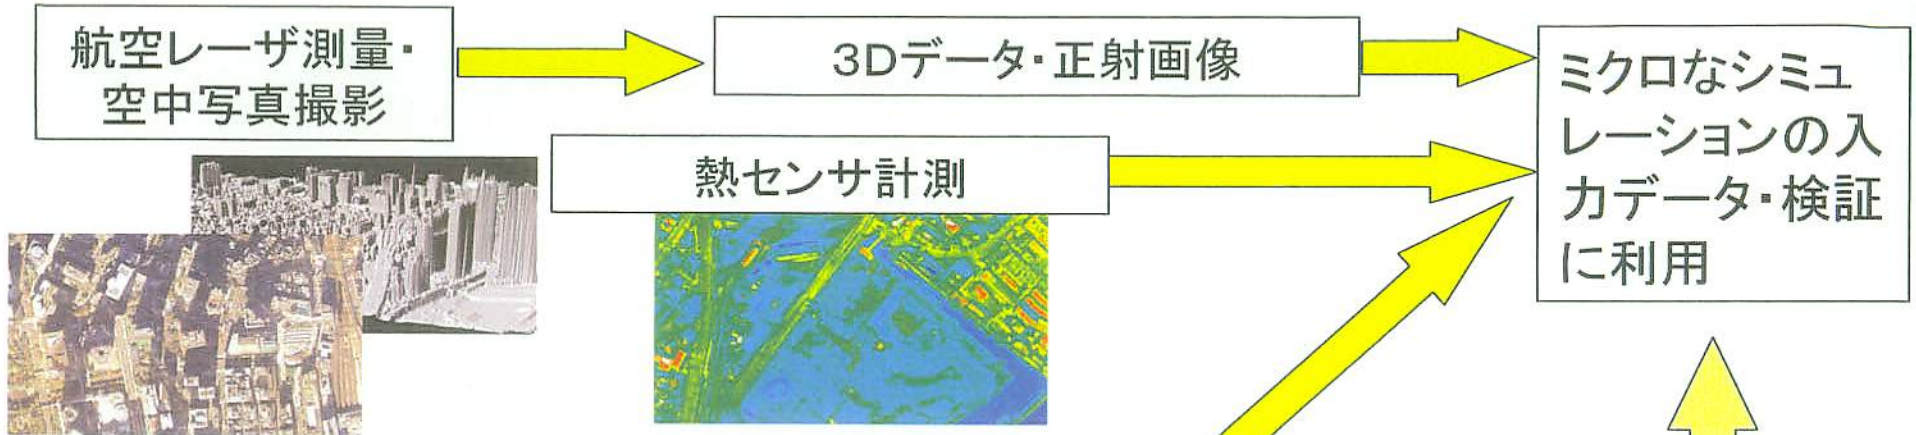 航空レーザ測量・
空中写真撮影
3Dデータ・正射画像
熱センサ計測
ミクロなシミュ
レーションの入
力データ・検証
に利用